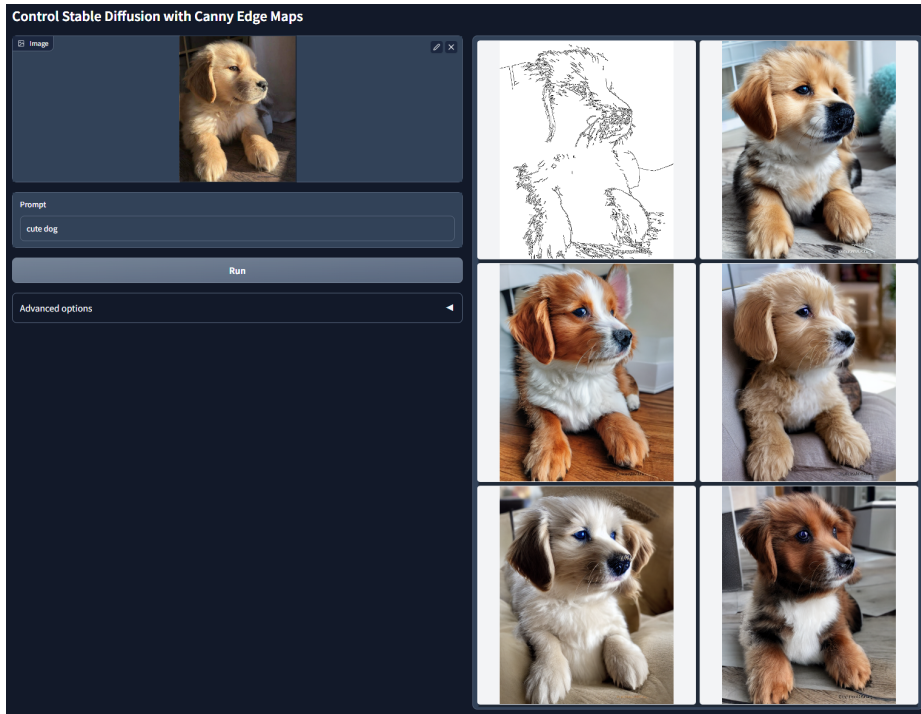 Control Stable Diffusion with Canny Edge Maps
Image
Prompt
cute dog
Run
Advanced options